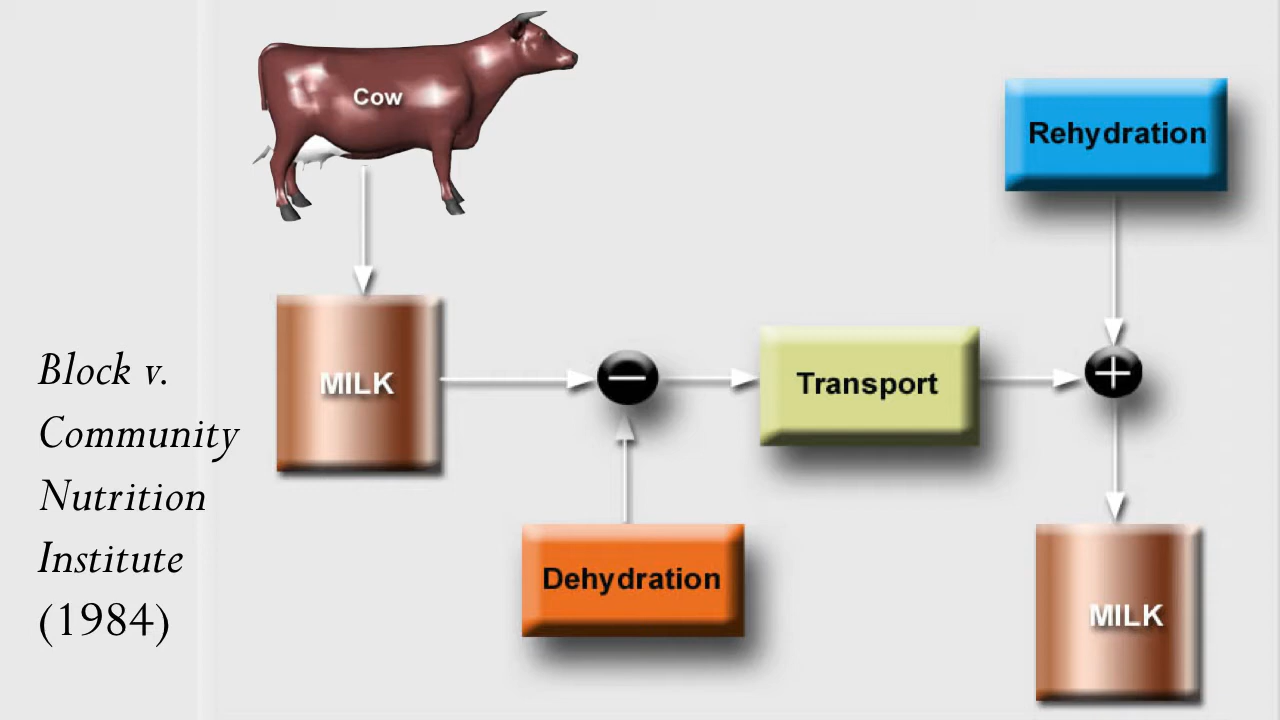 Cow
Rehydration
MILK
Transport
Dehydration
MILK
Block v.
Community
Nutrition
Institute
(1984)